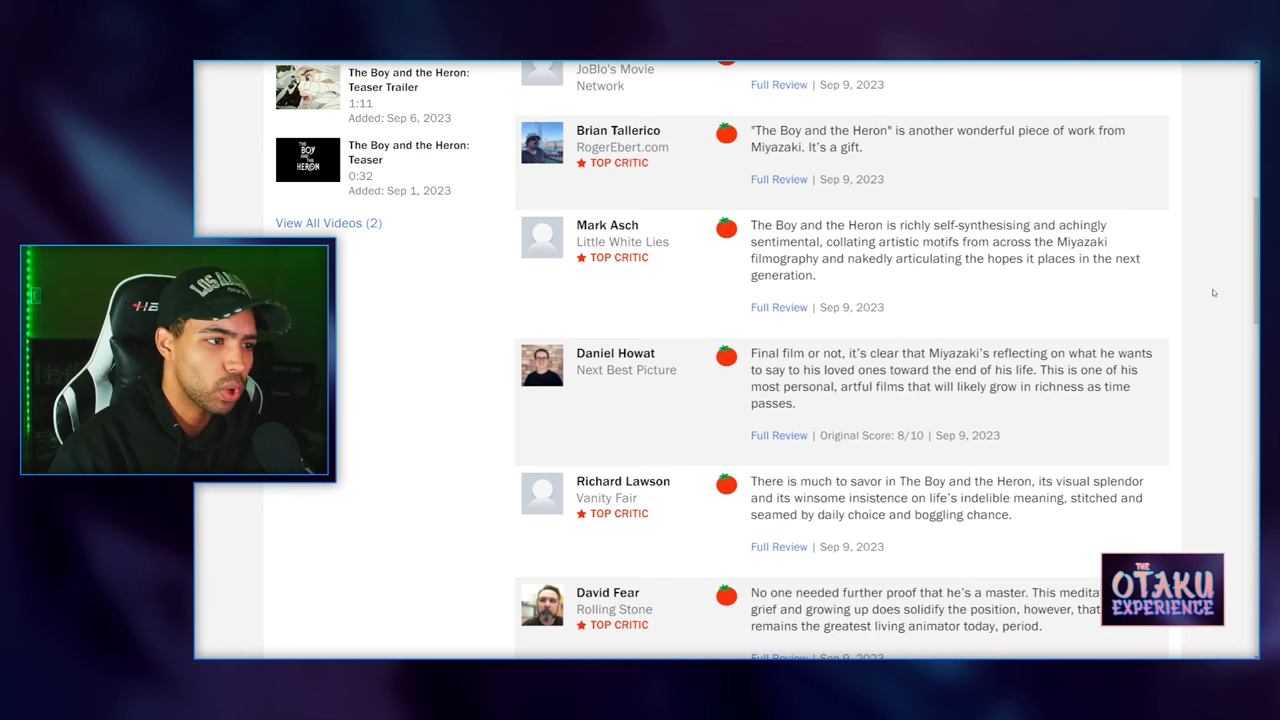 The Boy and the Heron:
Teaser Trailer
1:11
Added: Sep 6, 2023
THE
BOY
AND
THE
HERON
The Boy and the Heron:
Teaser
0:32
Added: Sep 1, 2023
View All Videos (2)
LOS
JoBlo's Movie
Network
Full Review | Sep 9, 2023
Brian Tallerico
RogerEbert.com
TOP CRITIC
"The Boy and the Heron" is another wonderful piece of work from
Miyazaki. It's a gift.
Full Review | Sep 9, 2023
Mark Asch
Little White Lies
TOP CRITIC
The Boy and the Heron is richly self-synthesising and achingly
sentimental, collating artistic motifs from across the Miyazaki
filmography and nakedly articulating the hopes it places in the next
generation.
Full Review | Sep 9, 2023
Daniel Howat
Next Best Picture
Final film or not, it's clear that Miyazaki's reflecting on what he wants
to say to his loved ones toward the end of his life. This is one of his
most personal, artful films that will likely grow in richness as time
passes.
Full Review | Original Score: 8/10 | Sep 9, 2023
Richard Lawson
Vanity Fair
TOP CRITIC
There is much to savor in The Boy and the Heron, its visual splendor
and its winsome insistence on life's indelible meaning, stitched and
seamed by daily choice and boggling chance.
Full Review | Sep 9, 2023
David Fear
Rolling Stone
TOP CRITIC
No one needed further proof that he's a master. This
grief and growing up does solidify the position, however, that
remains the greatest living animator today, period.
Full Review | Sep 9, 2023
THE
OTAKU
EXPERIENCE